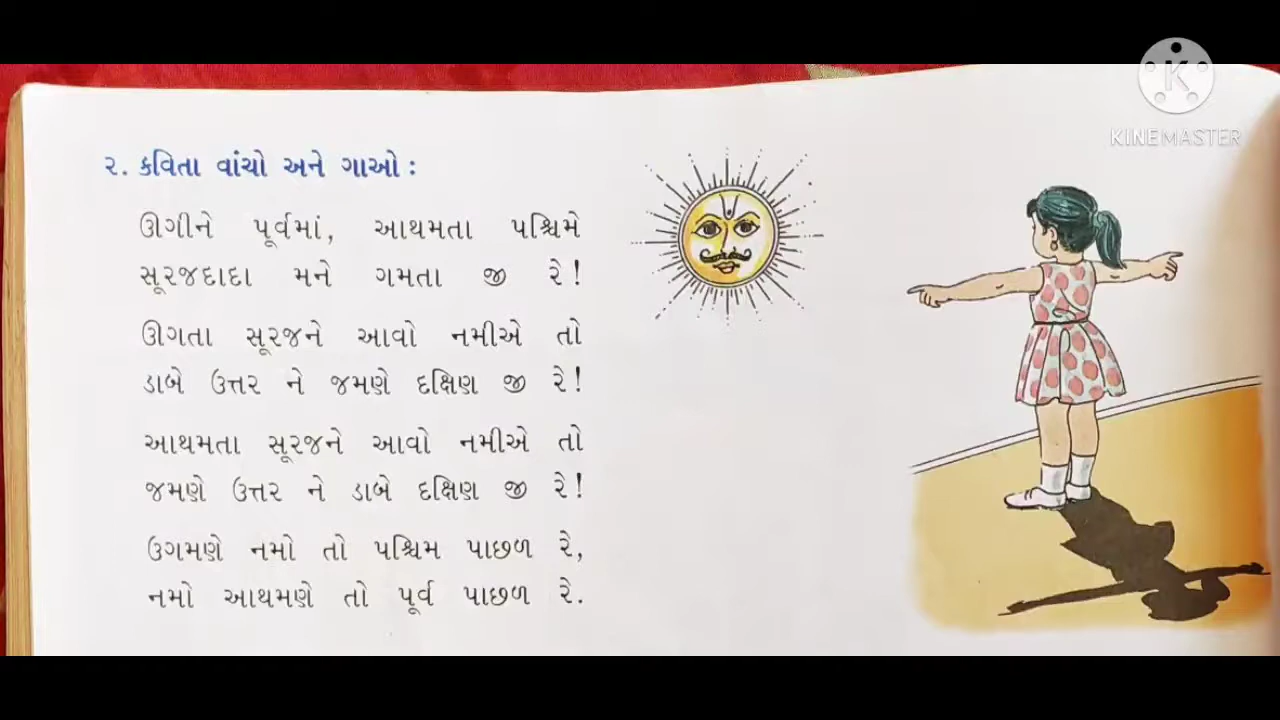 ૨. કવિતા વાંચો અને ગાઓ :
ઊગીને પૂર્વમાં, આથમતા પશ્ચિમે
સૂરજદાદા મને ગમતા જી રે!
ઊગતા સૂરજને આવો નમીએ તો
ડાબે ઉત્તર ને જમણે દક્ષિણ જી રે!
આથમતા સૂરજને આવો નમીએ તો
જમણે ઉત્તર ને ડાબે દક્ષિણ જી રે!
ઉગમણે નમો તો પશ્ચિમ પાછળ રે,
નમો આથમણે તો પૂર્વ પાછળ રે.
K
KINEMASTER